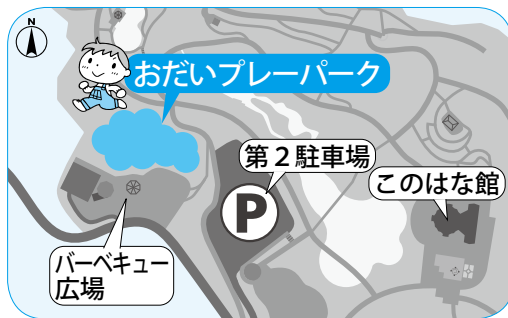 N
おだいプレーパーク
第2駐車場
P
このはな館
バーベキュー
広場